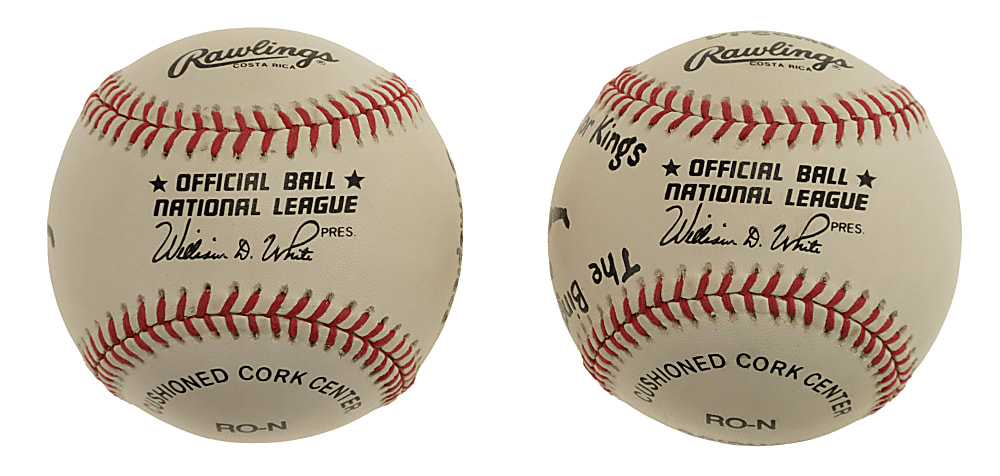 Rawlings®
COSTA RICA
★ OFFICIAL BALL ★
NATIONAL LEAGUE
William D. White PRES.
CUSHIONED CORK CENTER
RO-N
Rawlings®
COSTA RICA
Kings
★ OFFICIAL BALL ★
NATIONAL LEAGUE
William D. White PRES.
The
CUSHIONED CORK CENTER
RO-N